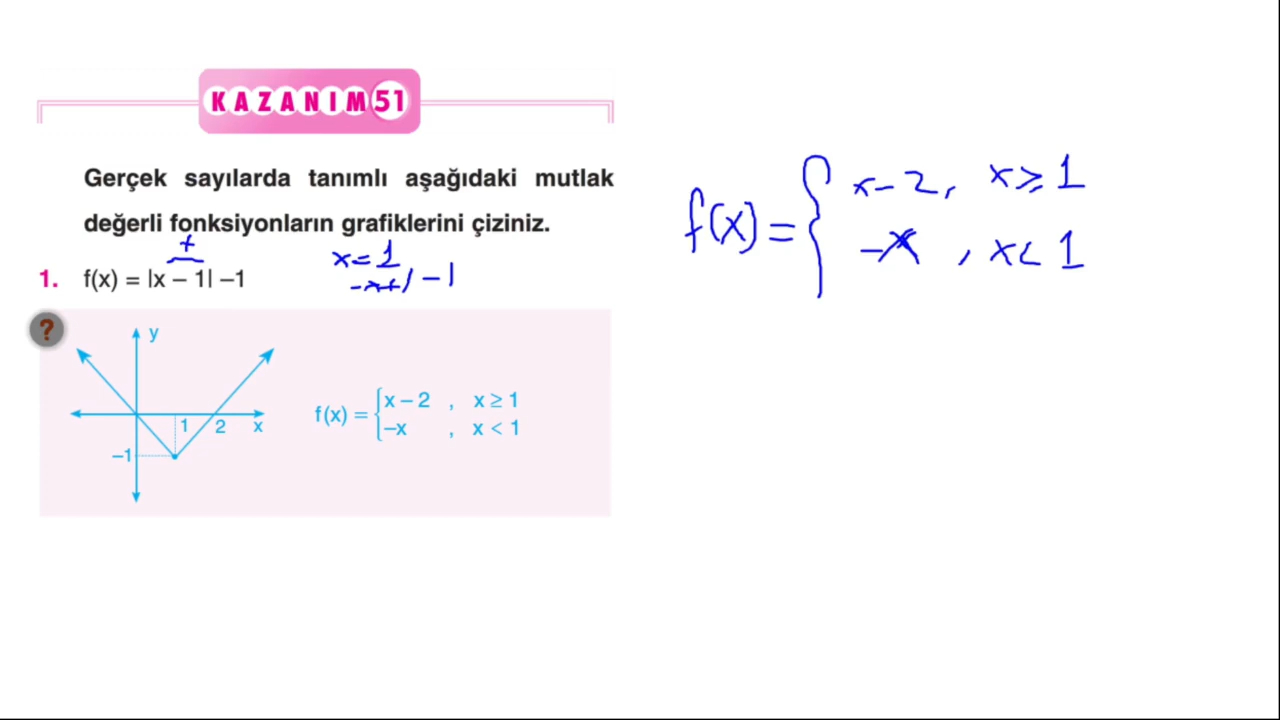 KAZANIM 51
Gerçek sayılarda tanımlı aşağıdaki mutlak
değerli fonksiyonların grafiklerini çiziniz.
+
1. f(x) = |x – 1| –1
x = 1
-x+1 - 1
?
y
1
2
x
–1
f(x) = { x – 2 , x ≥ 1
–x , x < 1
f(x) = { x - 2 , x ≥ 1
-x , x < 1